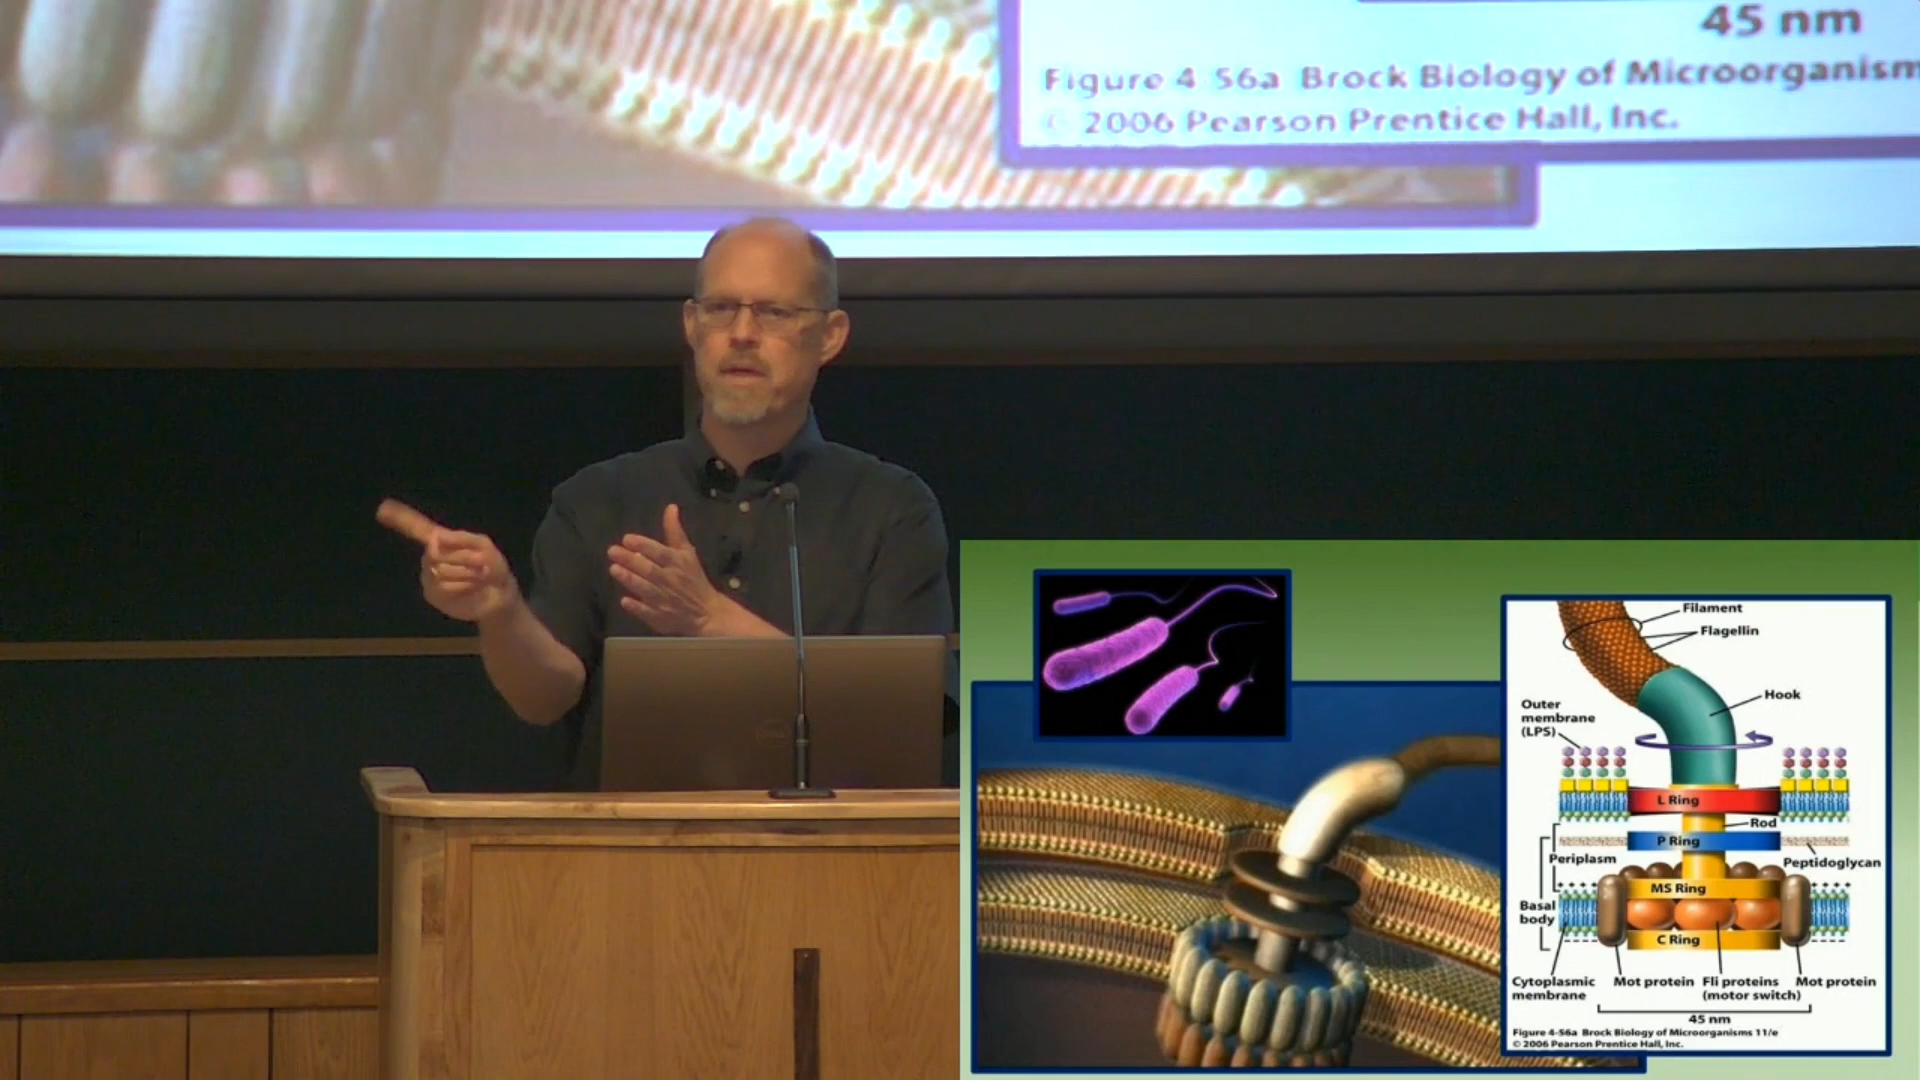 45 nm
Figure 4 56a Brock Biology of Microorganism
© 2006 Pearson Prentice Hall, Inc.
Filament
Flagellin
Hook
Outer
membrane
(LPS)
L Ring
Rod
P Ring
Periplasm
Peptidoglycan
MS Ring
Basal
body
C Ring
Cytoplasmic
membrane
Mot protein
Fli proteins
(motor switch)
Mot protein
45 nm
Figure 4-56a Brock Biology of Microorganisms 11/e
© 2006 Pearson Prentice Hall, Inc.